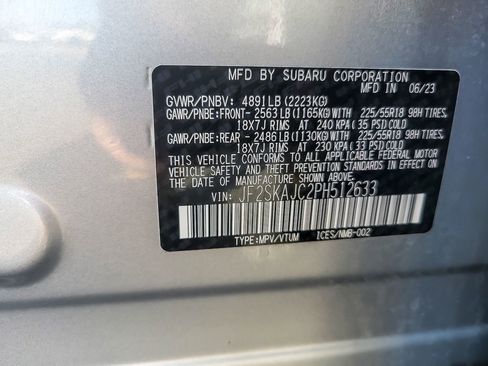 MFD BY SUBARU CORPORATION
MFD IN 06/23
GVWR/PNBV: 4891LB(2223KG)
GAWR/PNBE:FRONT- 2563LB(1165KG)WITH 225/55R18 98H TIRES,
18X7J RIMS AT 240 KPA( 35 PSI)COLD
GAWR/PNBE:REAR - 2486LB(1130KG)WITH 225/55R18 98H TIRES,
18X7J RIMS AT 230 KPA( 33 PSI)COLD
THIS VEHICLE CONFORMS TO ALL APPLICABLE FEDERAL MOTOR
VEHICLE SAFETY AND THEFT PREVENTION STANDARDS IN EFFECT
ON THE DATE OF MANUFACTURE SHOWN ABOVE.
VIN: JF2SKAJC2PH512633
TYPE:MPV/VTUM ICES/NMB-002